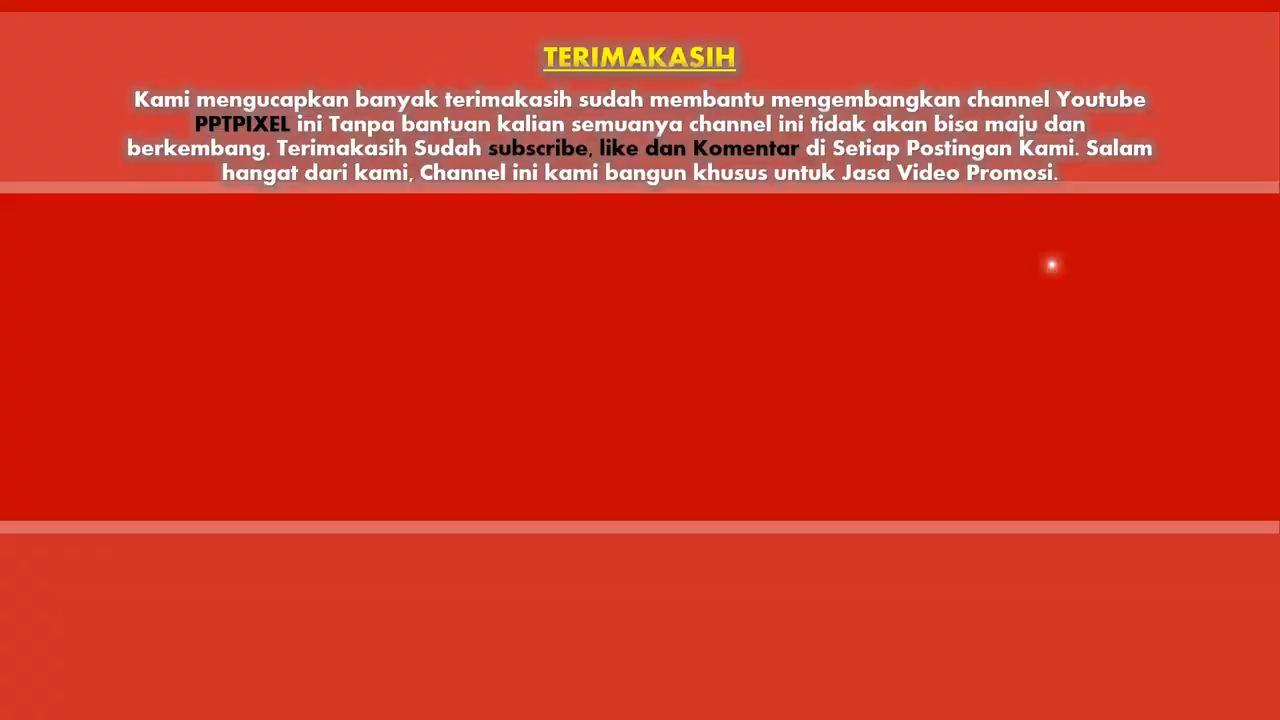 TERIMAKASIH
Kami mengucapkan banyak terimakasih sudah membantu mengembangkan channel Youtube
PPTPIXEL ini Tanpa bantuan kalian semuanya channel ini tidak akan bisa maju dan
berkembang. Terimakasih Sudah subscribe, like dan Komentar di Setiap Postingan Kami. Salam
hangat dari kami, Channel ini kami bangun khusus untuk Jasa Video Promosi.